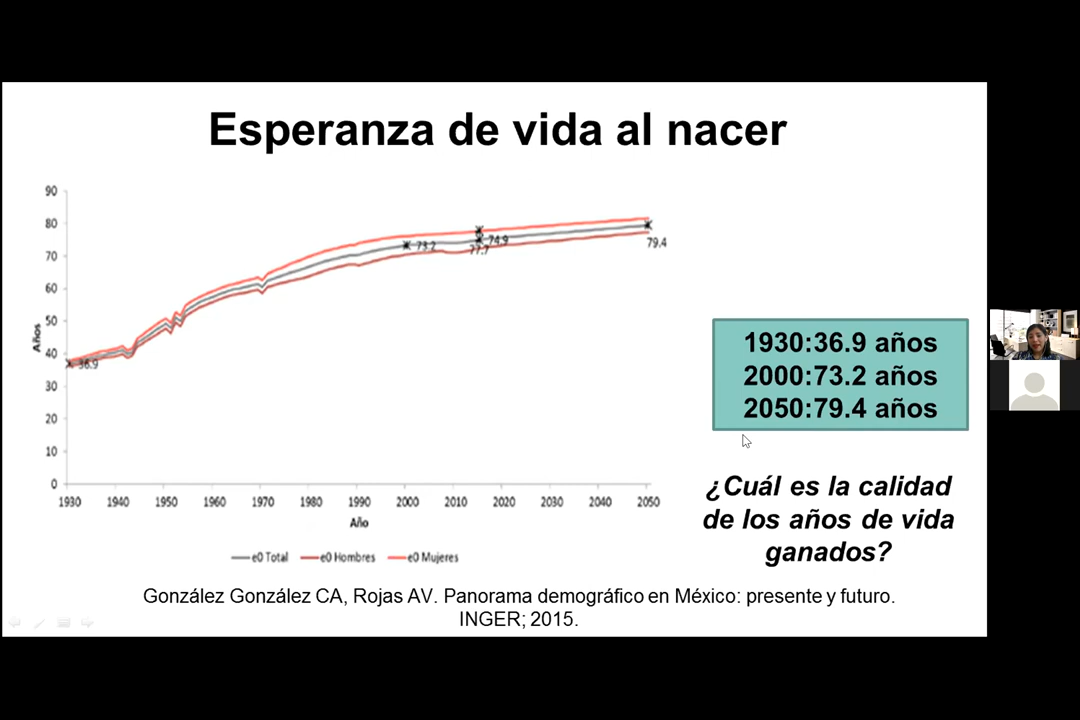 Esperanza de vida al nacer
90
80
70
60
50
40
30
20
10
0
Años
36.9
73.2
74.9
77.7
79.4
1930 1940 1950 1960 1970 1980 1990 2000 2010 2020 2030 2040 2050
Año
e0 Total e0 Hombres e0 Mujeres
1930:36.9 años
2000:73.2 años
2050:79.4 años
¿Cuál es la calidad
de los años de vida
ganados?
González González CA, Rojas AV. Panorama demográfico en México: presente y futuro.
INGER; 2015.